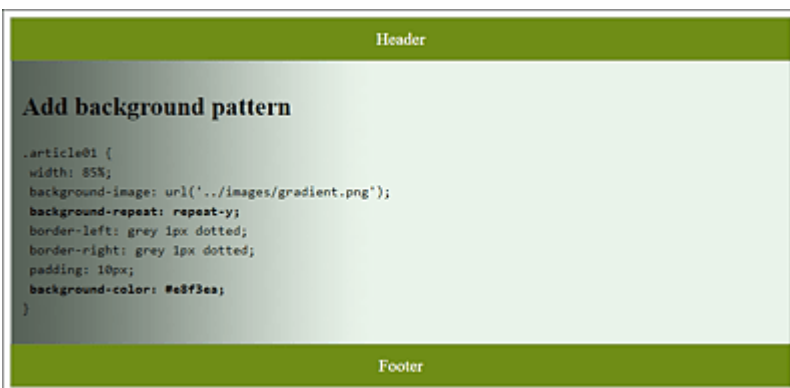 Header
Add background pattern
.article01 {
width: 85%;
background-image: url('../images/gradient.png');
background-repeat: repeat-y;
border-left: grey 1px dotted;
border-right: grey 1px dotted;
padding: 10px;
background-color: #e8f3ea;
}
Footer